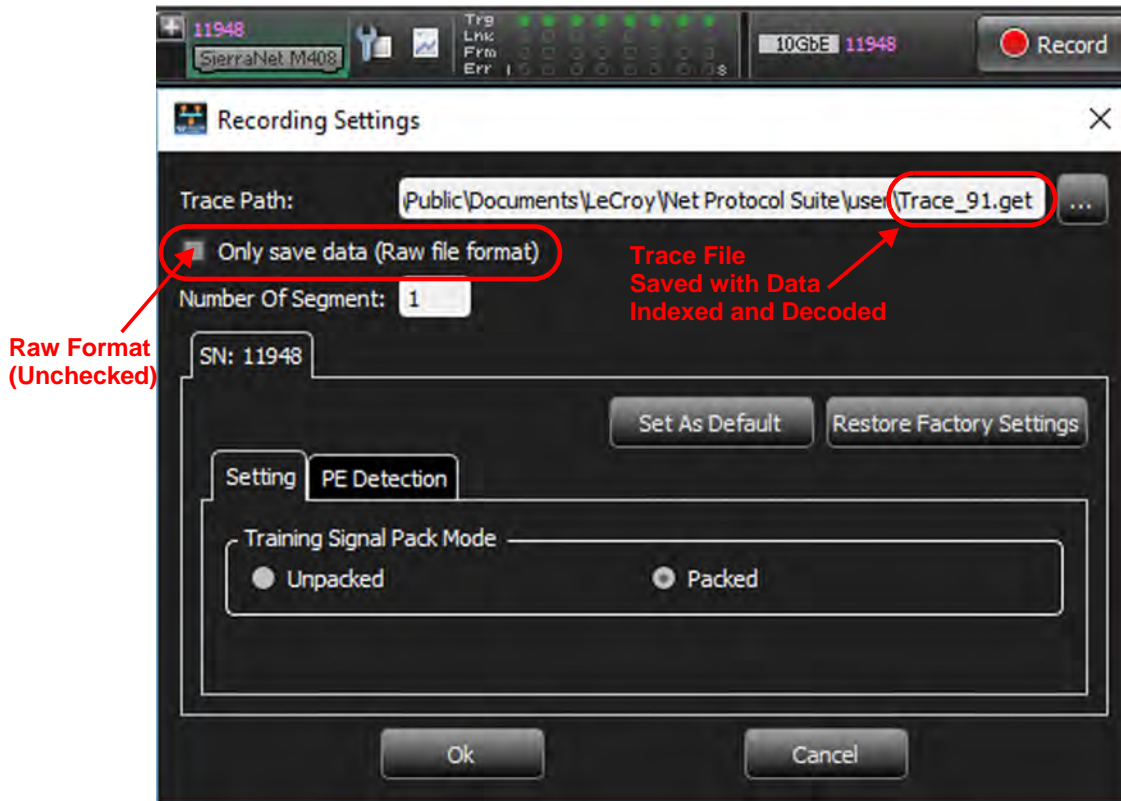 11948
SierraNet M408
Trg
Lnk
Frm
Err 1 8
10GbE 11948
Record
Recording Settings
Trace Path:
Public\Documents\LeCroy\Net Protocol Suite\user\Trace_91.get
...
Only save data (Raw file format)
Trace File
Saved with Data
Indexed and Decoded
Number Of Segment: 1
Raw Format
(Unchecked)
SN: 11948
Set As Default
Restore Factory Settings
Setting
PE Detection
Training Signal Pack Mode
Unpacked
Packed
Ok
Cancel